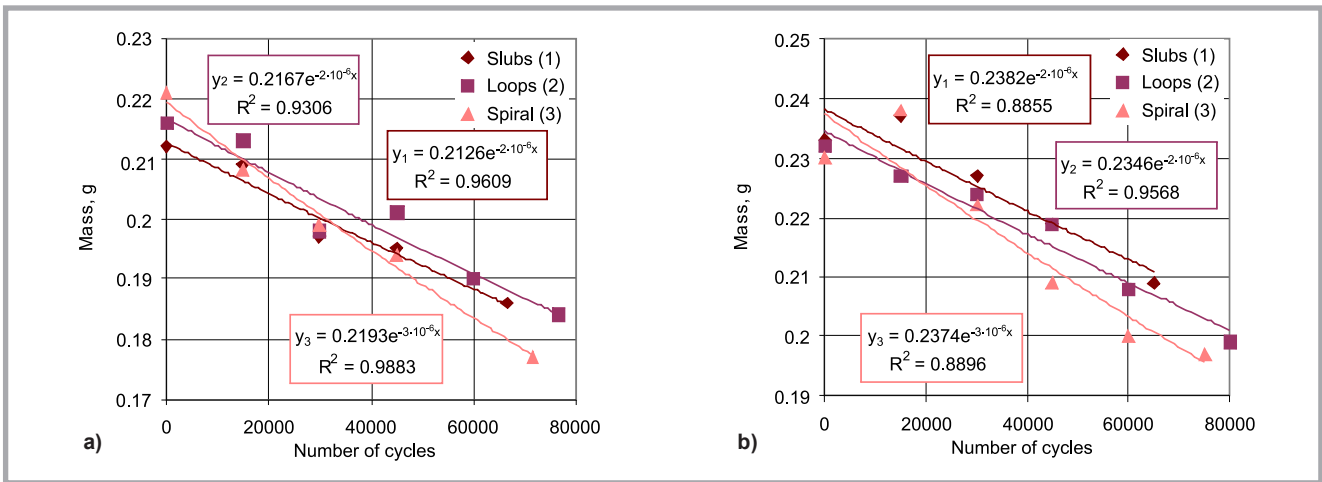 0.23
0.22
0.21
0.2
0.19
0.18
0.17
Mass, g
0 20000 40000 60000 80000
Number of cycles
a)
Slubs (1)
Loops (2)
Spiral (3)
y₂ = 0.2167e^-2·10^-6x
R² = 0.9306
y₁ = 0.2126e^-2·10^-6x
R² = 0.9609
y₃ = 0.2193e^-3·10^-6x
R² = 0.9883
0.25
0.24
0.23
0.22
0.21
0.2
0.19
Mass, g
0 20000 40000 60000 80000
Number of cycles
b)
Slubs (1)
Loops (2)
Spiral (3)
y₁ = 0.2382e^-2·10^-6x
R² = 0.8855
y₂ = 0.2346e^-2·10^-6x
R² = 0.9568
y₃ = 0.2374e^-3·10^-6x
R² = 0.8896